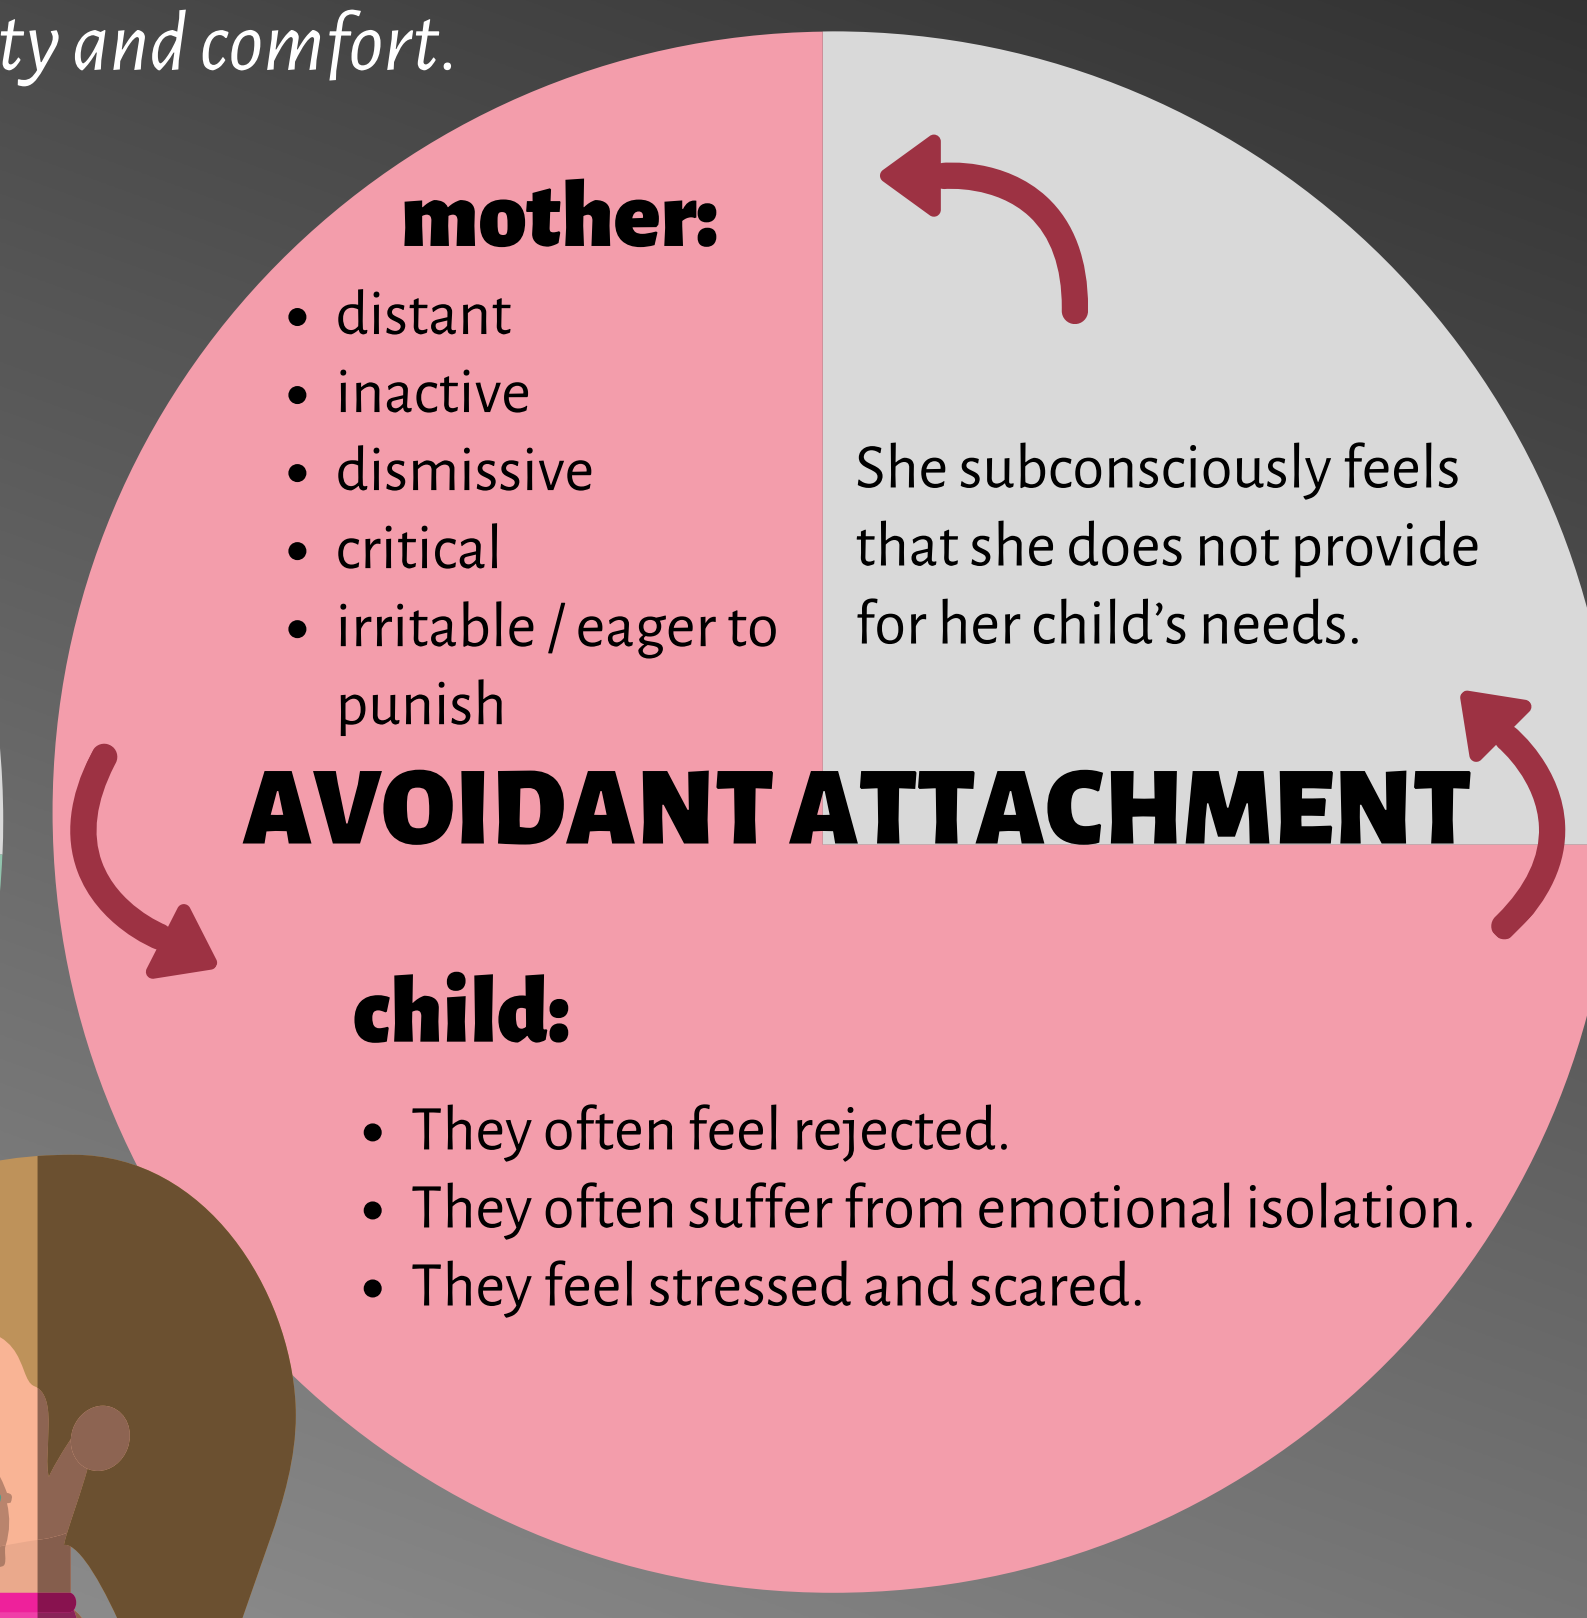 ty and comfort.
mother:
• distant
• inactive
• dismissive
• critical
• irritable / eager to
punish
She subconsciously feels
that she does not provide
for her child’s needs.
AVOIDANT ATTACHMENT
child:
• They often feel rejected.
• They often suffer from emotional isolation.
• They feel stressed and scared.